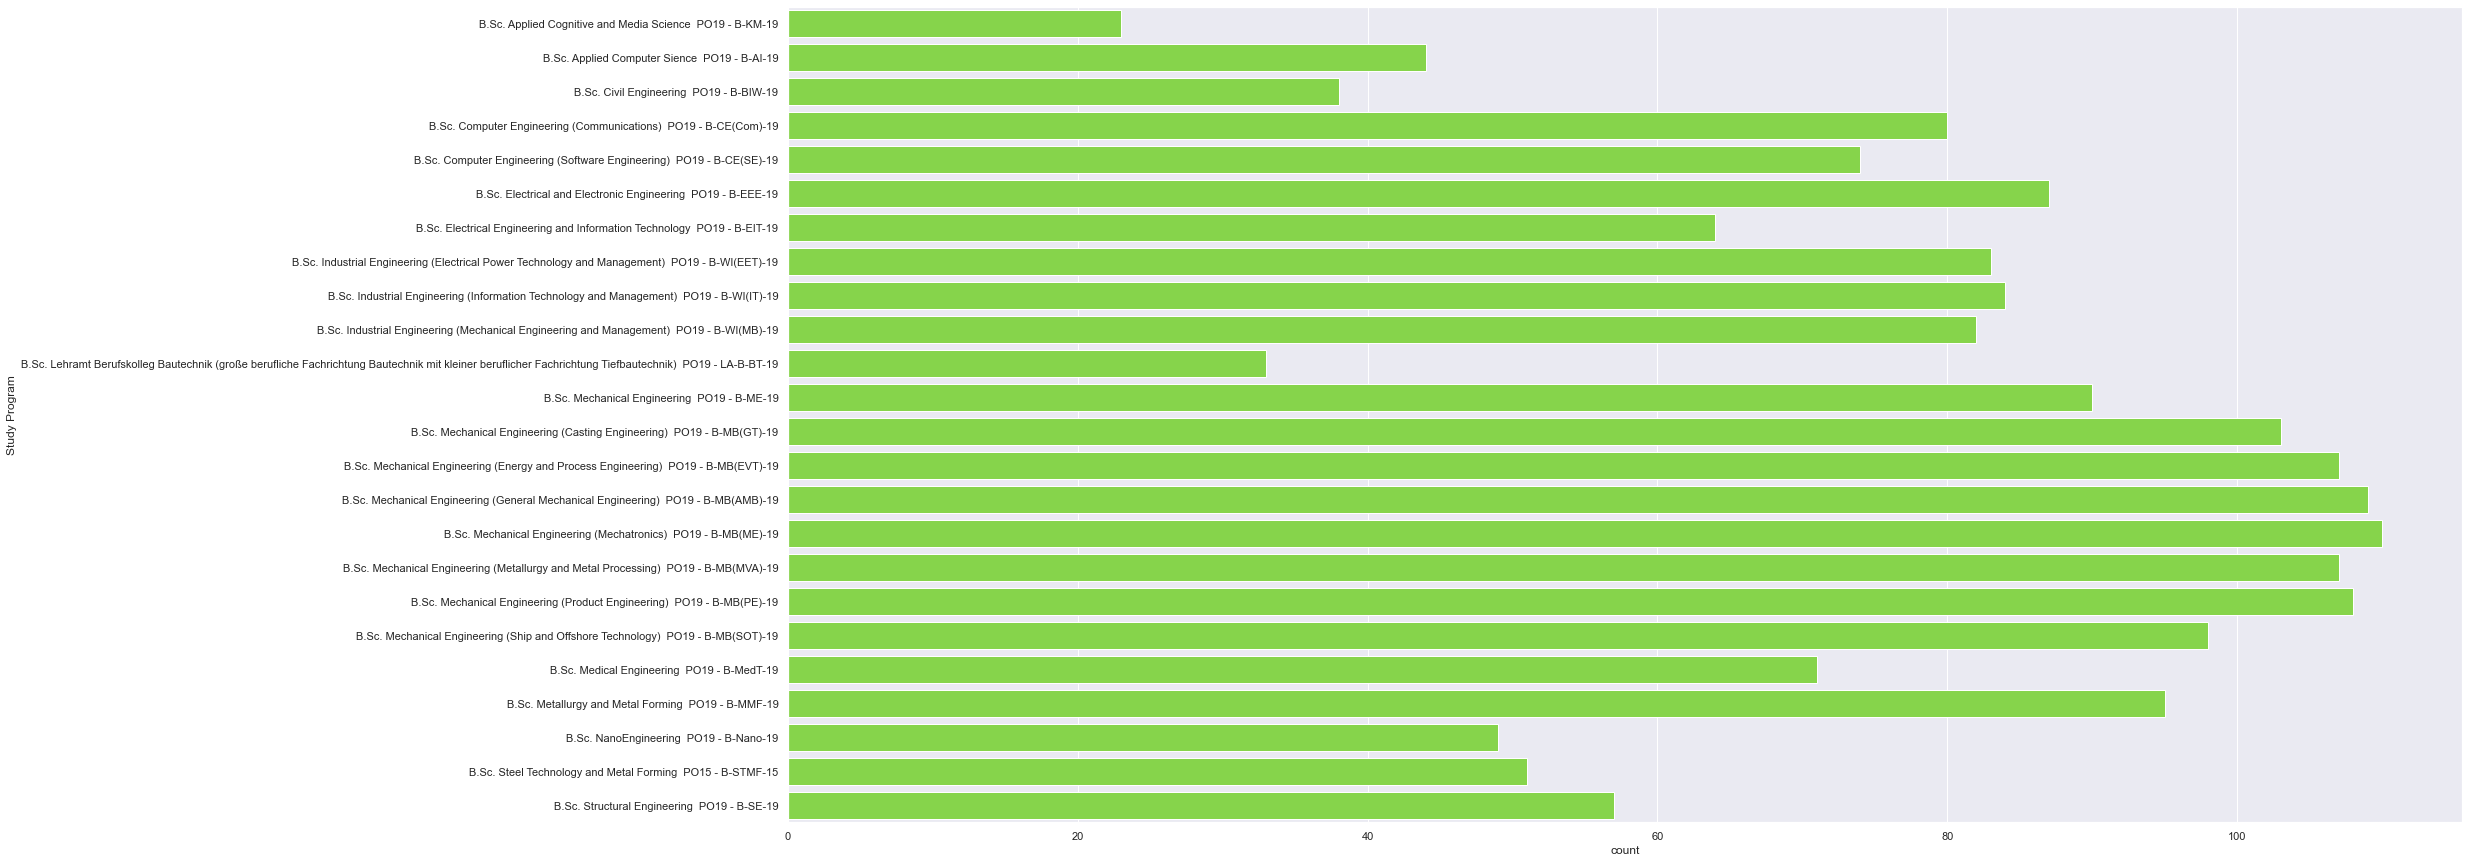 B.Sc. Applied Cognitive and Media Science  PO19 - B-KM-19
B.Sc. Applied Computer Sience  PO19 - B-AI-19
B.Sc. Civil Engineering  PO19 - B-BIW-19
B.Sc. Computer Engineering (Communications)  PO19 - B-CE(Com)-19
B.Sc. Computer Engineering (Software Engineering)  PO19 - B-CE(SE)-19
B.Sc. Electrical and Electronic Engineering  PO19 - B-EEE-19
B.Sc. Electrical Engineering and Information Technology  PO19 - B-EIT-19
B.Sc. Industrial Engineering (Electrical Power Technology and Management)  PO19 - B-WI(EET)-19
B.Sc. Industrial Engineering (Information Technology and Management)  PO19 - B-WI(IT)-19
B.Sc. Industrial Engineering (Mechanical Engineering and Management)  PO19 - B-WI(MB)-19
B.Sc. Lehramt Berufskolleg Bautechnik (große berufliche Fachrichtung Bautechnik mit kleiner beruflicher Fachrichtung Tiefbautechnik)  PO19 - LA-B-BT-19
B.Sc. Mechanical Engineering  PO19 - B-ME-19
B.Sc. Mechanical Engineering (Casting Engineering)  PO19 - B-MB(GT)-19
B.Sc. Mechanical Engineering (Energy and Process Engineering)  PO19 - B-MB(EVT)-19
B.Sc. Mechanical Engineering (General Mechanical Engineering)  PO19 - B-MB(AMB)-19
B.Sc. Mechanical Engineering (Mechatronics)  PO19 - B-MB(ME)-19
B.Sc. Mechanical Engineering (Metallurgy and Metal Processing)  PO19 - B-MB(MVA)-19
B.Sc. Mechanical Engineering (Product Engineering)  PO19 - B-MB(PE)-19
B.Sc. Mechanical Engineering (Ship and Offshore Technology)  PO19 - B-MB(SOT)-19
B.Sc. Medical Engineering  PO19 - B-MedT-19
B.Sc. Metallurgy and Metal Forming  PO19 - B-MMF-19
B.Sc. NanoEngineering  PO19 - B-Nano-19
B.Sc. Steel Technology and Metal Forming  PO15 - B-STMF-15
B.Sc. Structural Engineering  PO19 - B-SE-19
Study Program
0 20 40 60 80 100
count